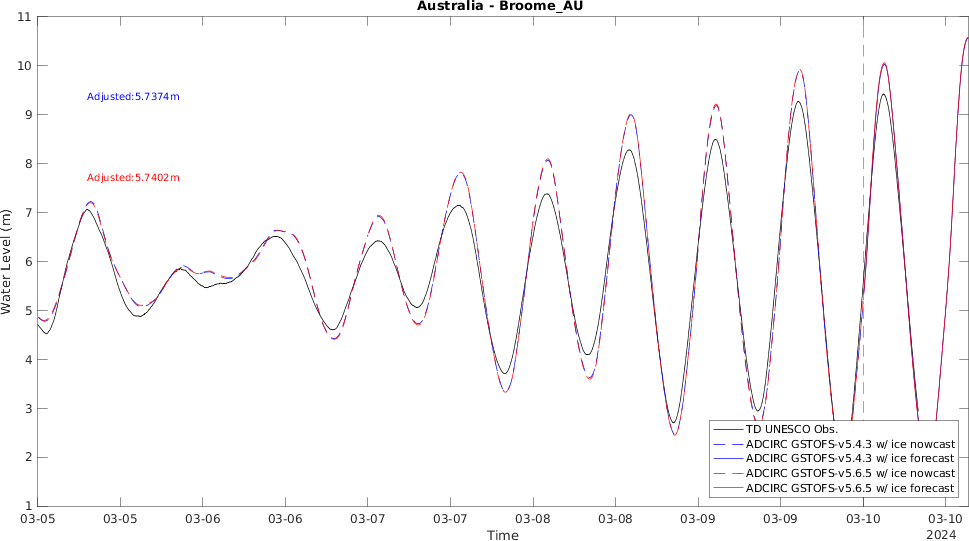 Australia - Broome_AU
11
10
9
8
7
6
5
4
3
2
1
Water Level (m)
Adjusted:5.7374m
Adjusted:5.7402m
TD UNESCO Obs.
ADCIRC GSTOFS-v5.4.3 w/ ice nowcast
ADCIRC GSTOFS-v5.4.3 w/ ice forecast
ADCIRC GSTOFS-v5.6.5 w/ ice nowcast
ADCIRC GSTOFS-v5.6.5 w/ ice forecast
03-05 03-05 03-06 03-06 03-07 03-07 03-08 03-08 03-09 03-09 03-10 03-10
2024
Time